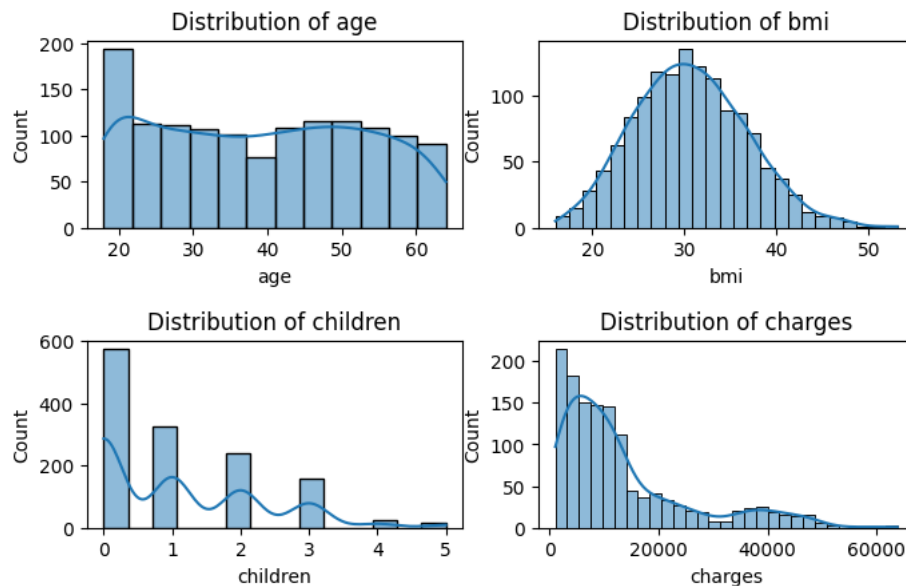 Distribution of age
200
150
100
50
0
Count
20 30 40 50 60
age
Distribution of bmi
100
50
0
Count
20 30 40 50
bmi
Distribution of children
600
400
200
0
Count
0 1 2 3 4 5
children
Distribution of charges
200
150
100
50
0
Count
0 20000 40000 60000
charges